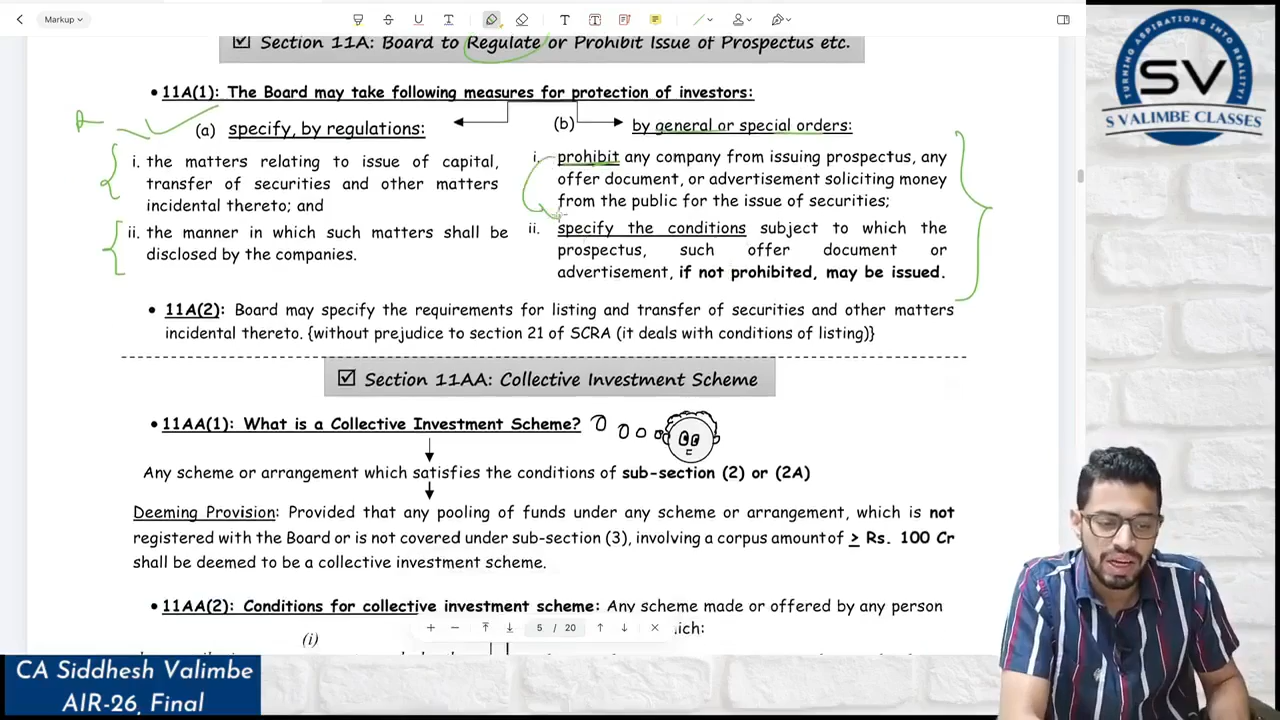 Markup
Section 11A: Board to Regulate or Prohibit Issue of Prospectus etc.
• 11A(1): The Board may take following measures for protection of investors:
(a) specify, by regulations:
i. the matters relating to issue of capital,
transfer of securities and other matters
incidental thereto; and
ii. the manner in which such matters shall be
disclosed by the companies.
(b) by general or special orders:
i. prohibit any company from issuing prospectus, any
offer document, or advertisement soliciting money
from the public for the issue of securities;
ii. specify the conditions subject to which the
prospectus, such offer document or
advertisement, if not prohibited, may be issued.
• 11A(2): Board may specify the requirements for listing and transfer of securities and other matters
incidental thereto. {without prejudice to section 21 of SCRA (it deals with conditions of listing)}
Section 11AA: Collective Investment Scheme
• 11AA(1): What is a Collective Investment Scheme?
Any scheme or arrangement which satisfies the conditions of sub-section (2) or (2A)
Deeming Provision: Provided that any pooling of funds under any scheme or arrangement, which is not
registered with the Board or is not covered under sub-section (3), involving a corpus amount of ≥ Rs. 100 Cr
shall be deemed to be a collective investment scheme.
• 11AA(2): Conditions for collective investment scheme: Any scheme made or offered by any person
which:
(i)
5 / 20
TURNING ASPIRATIONS INTO REALITY!
SV
S VALIMBE CLASSES
CA Siddhesh Valimbe
AIR-26, Final